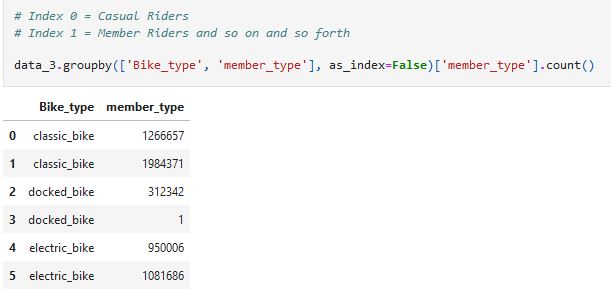 # Index 0 = Casual Riders
# Index 1 = Member Riders and so on and so forth
data_3.groupby(['Bike_type', 'member_type'], as_index=False)['member_type'].count()
Bike_type member_type
0 classic_bike 1266657
1 classic_bike 1984371
2 docked_bike 312342
3 docked_bike 1
4 electric_bike 950006
5 electric_bike 1081686